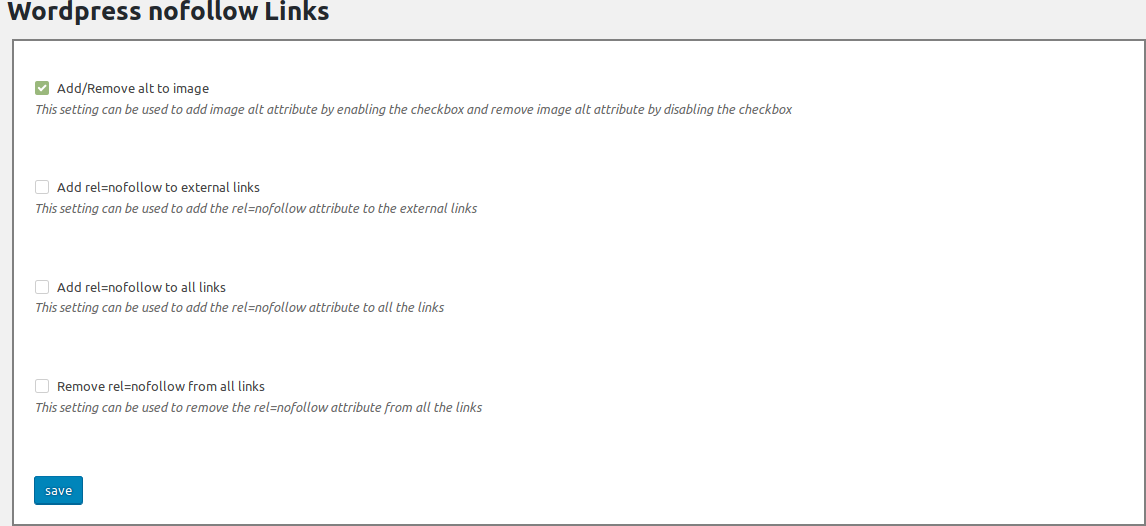 Wordpress nofollow Links
Add/Remove alt to image
This setting can be used to add image alt attribute by enabling the checkbox and remove image alt attribute by disabling the checkbox
Add rel=nofollow to external links
This setting can be used to add the rel=nofollow attribute to the external links
Add rel=nofollow to all links
This setting can be used to add the rel=nofollow attribute to all the links
Remove rel=nofollow from all links
This setting can be used to remove the rel=nofollow attribute from all the links
save